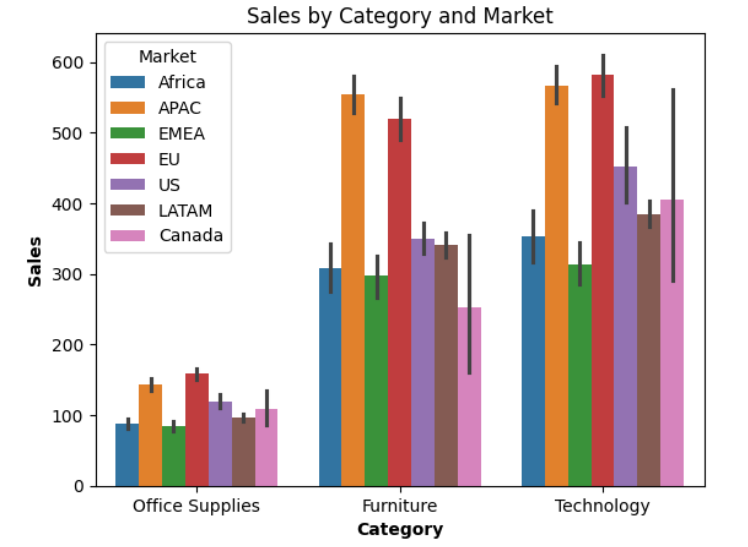 Sales by Category and Market
Market
Africa
APAC
EMEA
EU
US
LATAM
Canada
Sales
600
500
400
300
200
100
0
Office Supplies
Furniture
Technology
Category